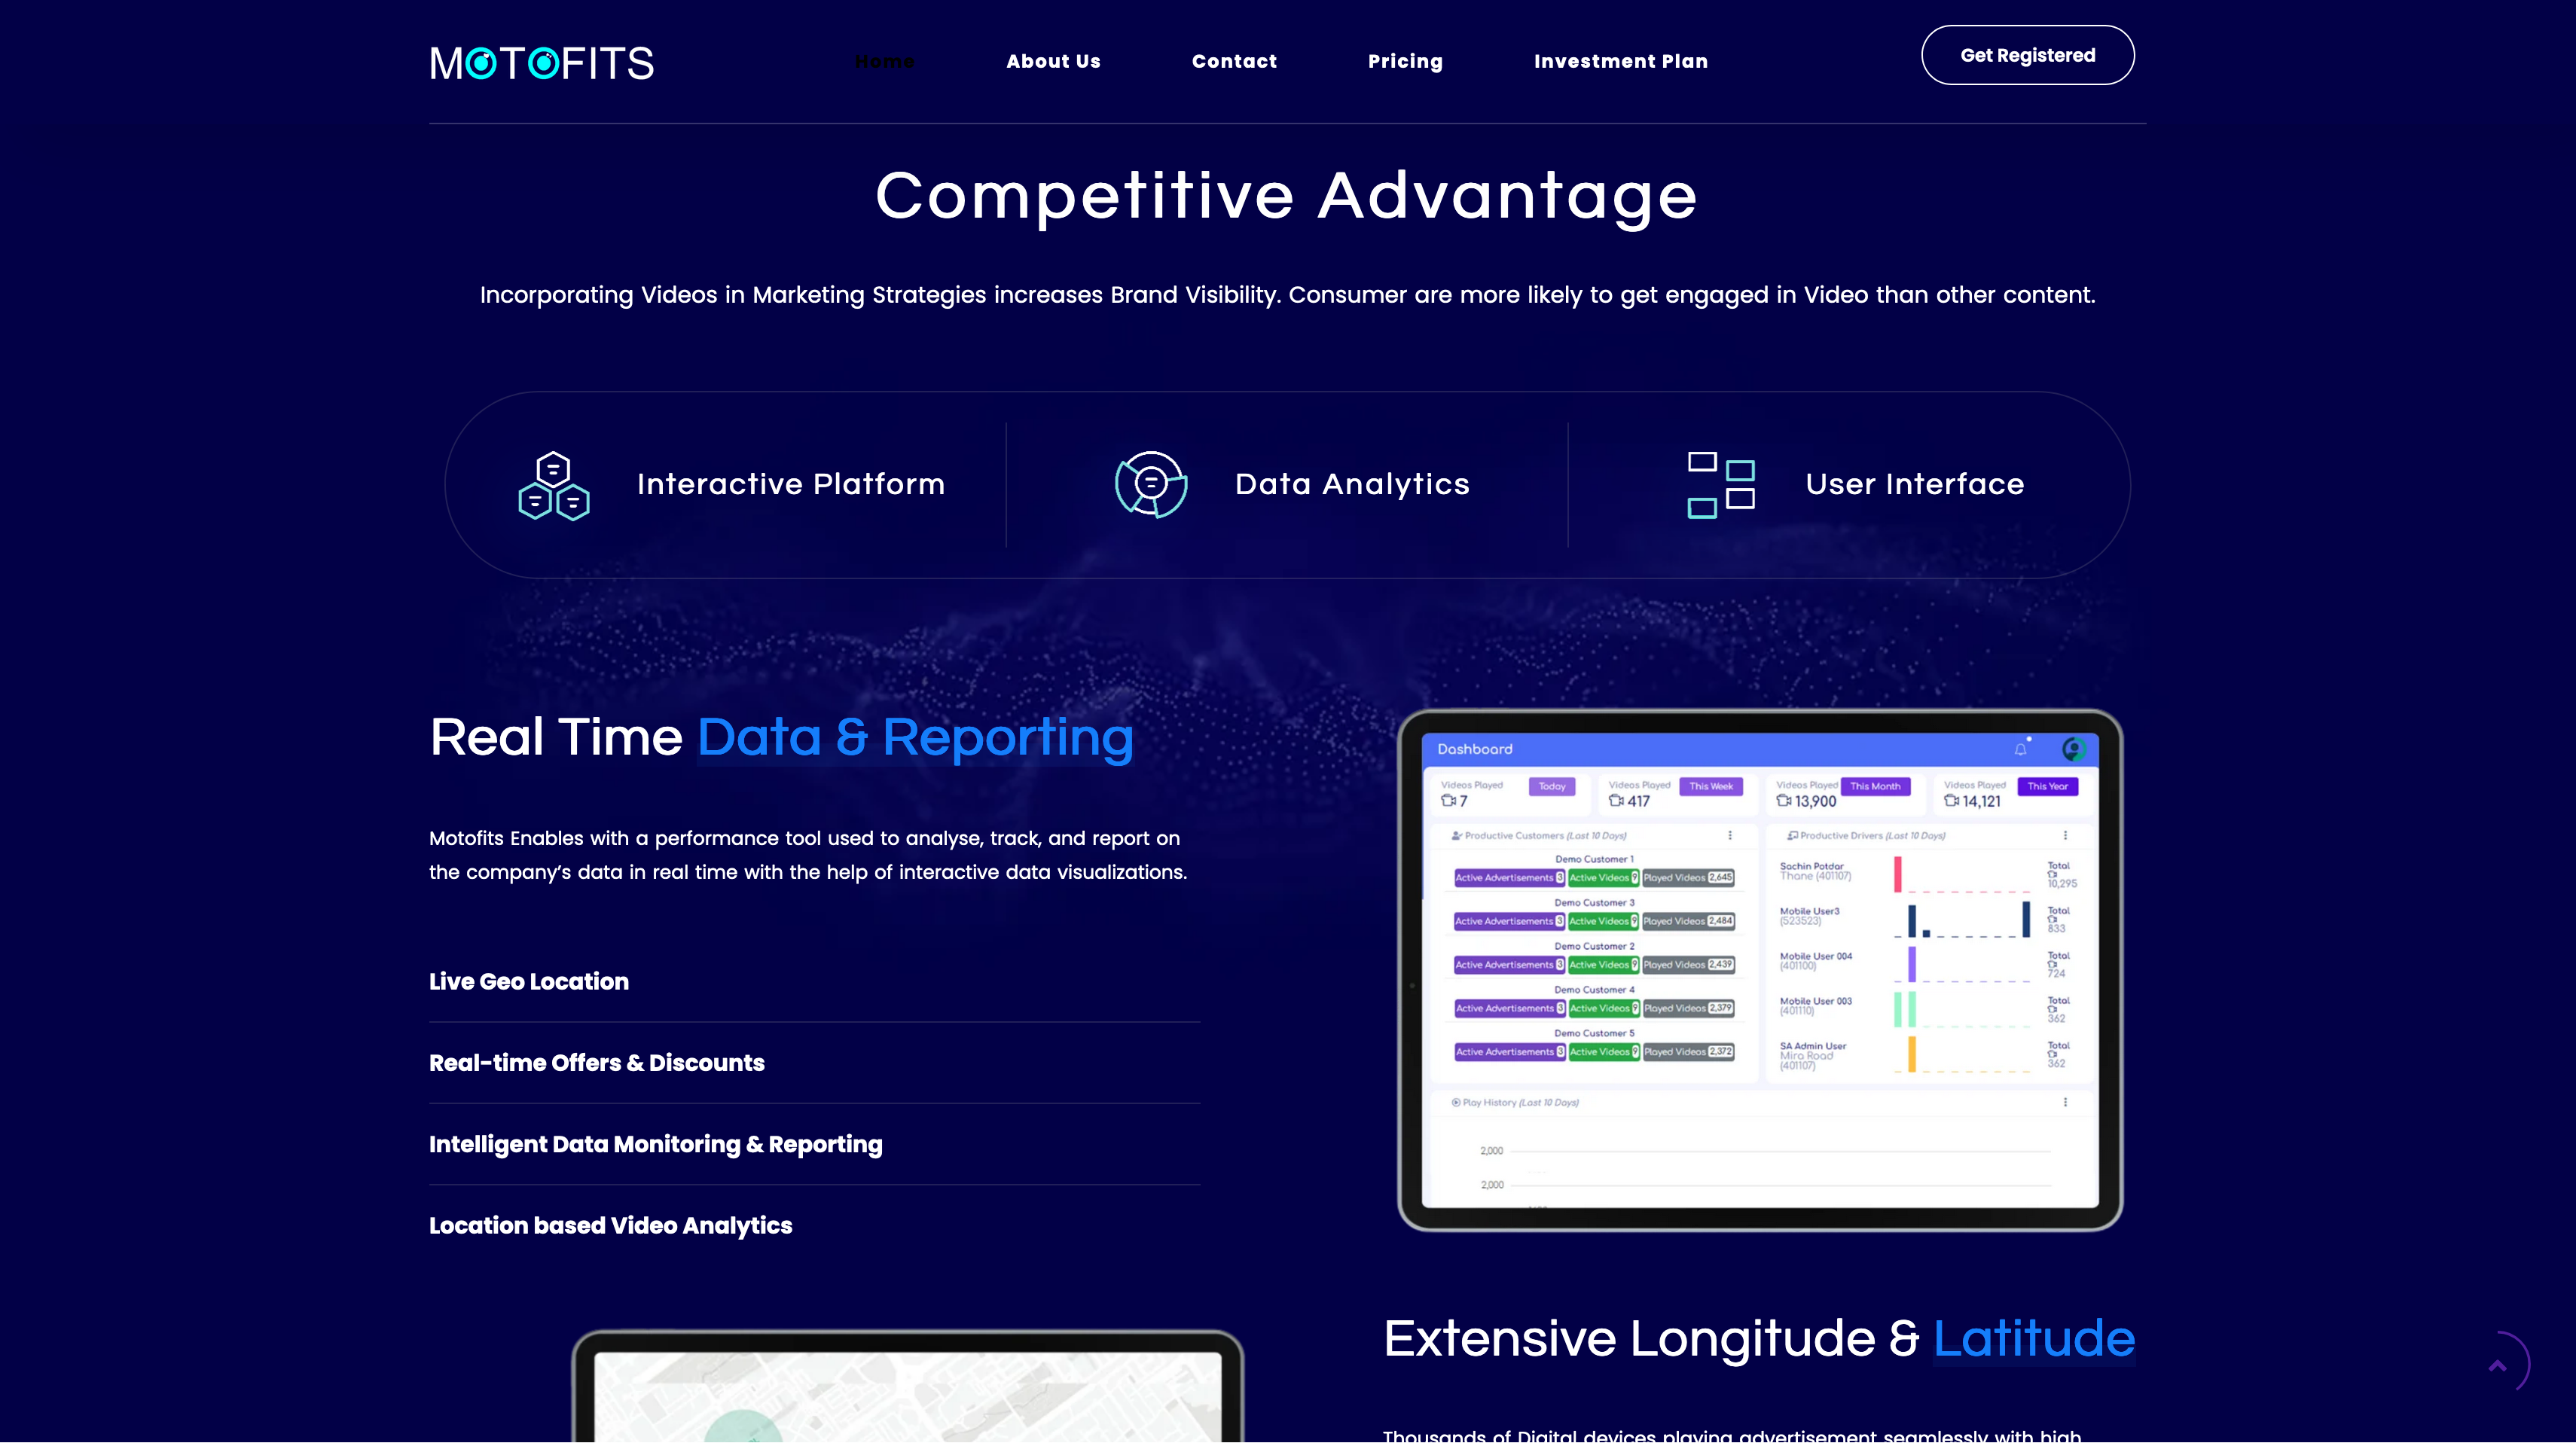 MOTOFITS
Home
About Us
Contact
Pricing
Investment Plan
Get Registered
Competitive Advantage
Incorporating Videos in Marketing Strategies increases Brand Visibility. Consumer are more likely to get engaged in Video than other content.
Interactive Platform
Data Analytics
User Interface
Real Time Data & Reporting
Motofits Enables with a performance tool used to analyse, track, and report on
the company's data in real time with the help of interactive data visualizations.
Live Geo Location
Real-time Offers & Discounts
Intelligent Data Monitoring & Reporting
Location based Video Analytics
Dashboard
Videos Played Today
7
Videos Played This Week
417
Videos Played This Month
13,900
Videos Played This Year
14,121
Productive Customers (Last 10 Days)
Demo Customer 1
Active Advertisements 3 Active Videos 9 Played Videos 2,645
Demo Customer 3
Active Advertisements 3 Active Videos 9 Played Videos 2,484
Demo Customer 2
Active Advertisements 3 Active Videos 9 Played Videos 2,439
Demo Customer 4
Active Advertisements 3 Active Videos 9 Played Videos 2,379
Demo Customer 5
Active Advertisements 3 Active Videos 9 Played Videos 2,372
Productive Drivers (Last 10 Days)
Sachin Potdar
Thane (401107)
Total
10,295
Mobile User3
(523523)
Total
833
Mobile User 004
(401100)
Total
724
Mobile User 003
(401110)
Total
362
SA Admin User
Mira Road
(401107)
Total
362
Play History (Last 10 Days)
2,000
2,000
Extensive Longitude & Latitude
Thousands of Digital devices playing advertisement seamlessly with high